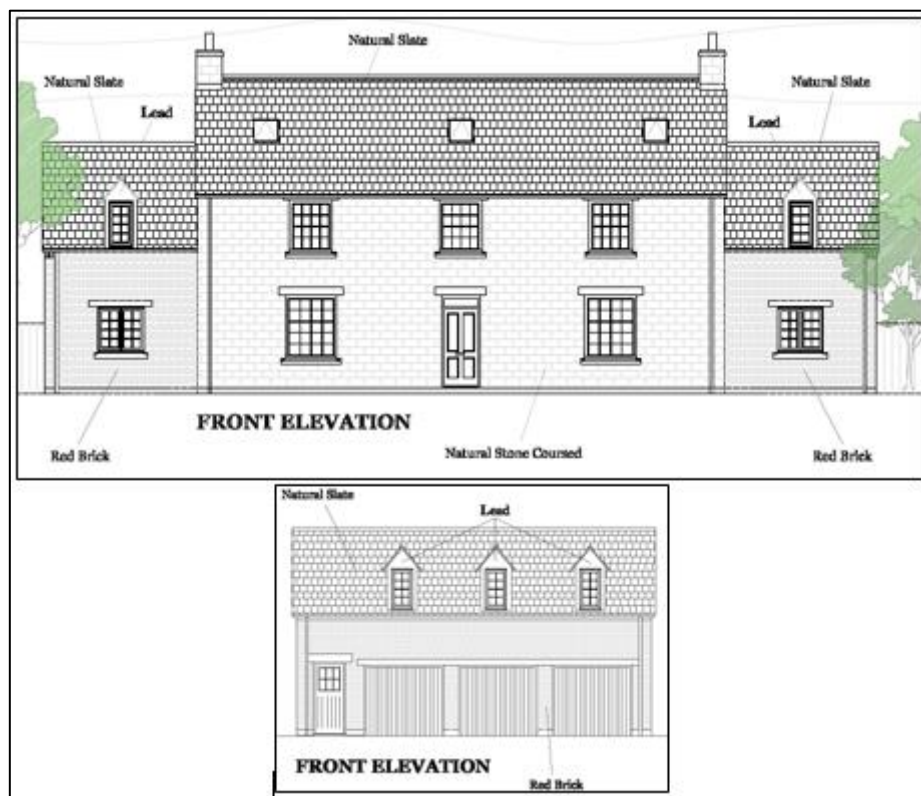 Natural Slate
Natural Slate
Natural Slate
Lead
Lead
FRONT ELEVATION
Natural Stone Coursed
Red Brick
Red Brick
Natural Slate
Lead
FRONT ELEVATION
Red Brick